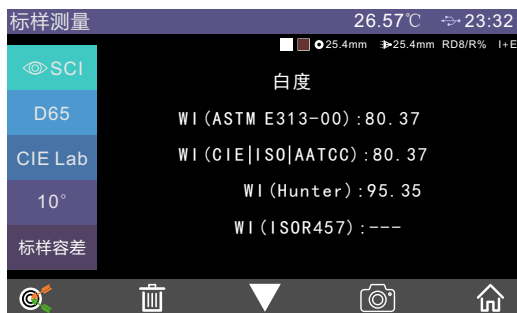 标样测量 26.57℃ 23:32
25.4mm 25.4mm RD8/R% I+E
SCI
白度
D65
WI(ASTM E313-00):80.37
CIE Lab
WI(CIE|ISO|AATCC):80.37
10°
WI(Hunter):95.35
WI(ISOR457):---
标样容差